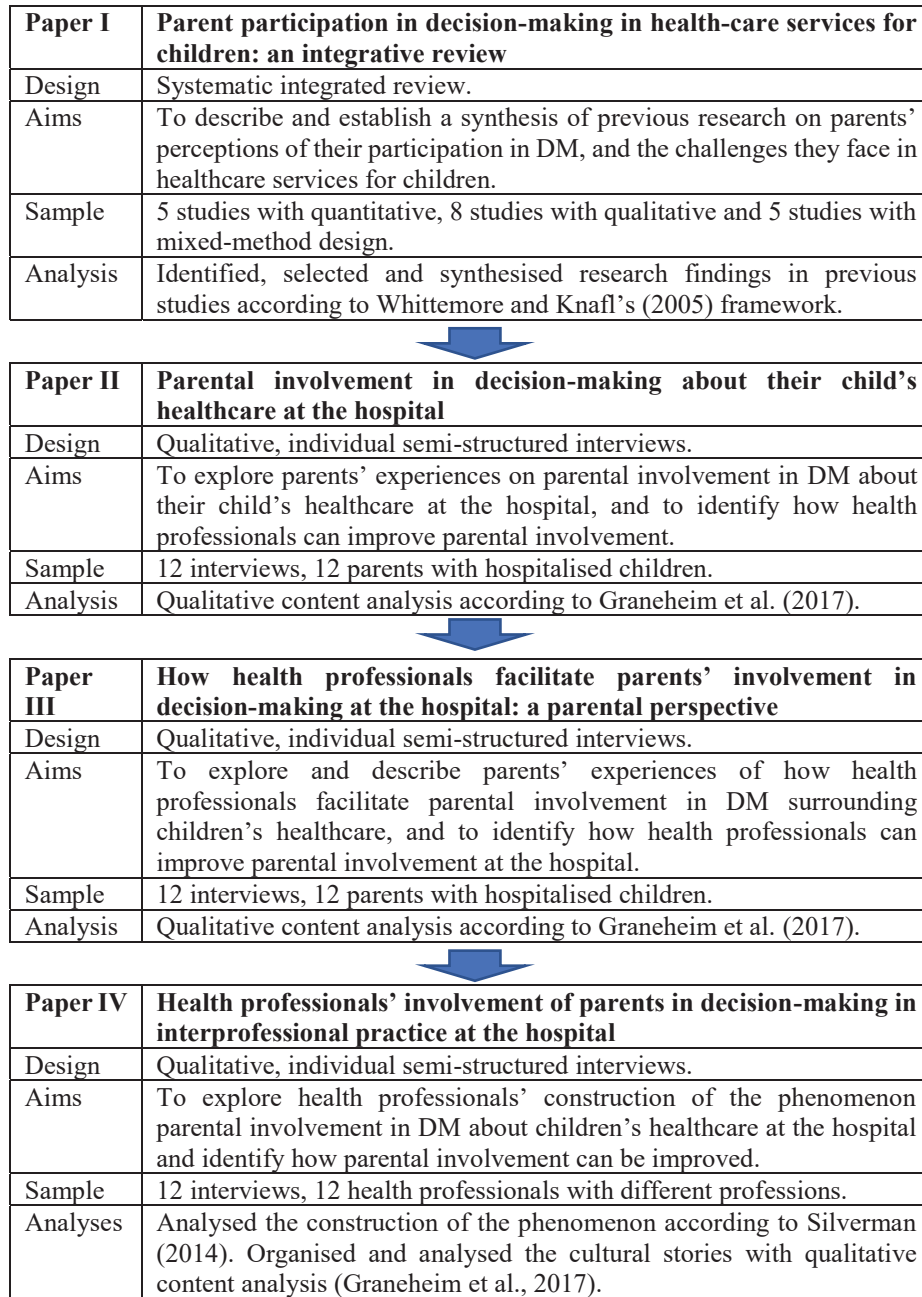 Paper I Parent participation in decision-making in health-care services for
children: an integrative review
Design Systematic integrated review.
Aims To describe and establish a synthesis of previous research on parents'
perceptions of their participation in DM, and the challenges they face in
healthcare services for children.
Sample 5 studies with quantitative, 8 studies with qualitative and 5 studies with
mixed-method design.
Analysis Identified, selected and synthesised research findings in previous
studies according to Whittemore and Knafl's (2005) framework.
Paper II Parental involvement in decision-making about their child's
healthcare at the hospital
Design Qualitative, individual semi-structured interviews.
Aims To explore parents' experiences on parental involvement in DM about
their child's healthcare at the hospital, and to identify how health
professionals can improve parental involvement.
Sample 12 interviews, 12 parents with hospitalised children.
Analysis Qualitative content analysis according to Graneheim et al. (2017).
Paper How health professionals facilitate parents' involvement in
III decision-making at the hospital: a parental perspective
Design Qualitative, individual semi-structured interviews.
Aims To explore and describe parents' experiences of how health
professionals facilitate parental involvement in DM surrounding
children's healthcare, and to identify how health professionals can
improve parental involvement at the hospital.
Sample 12 interviews, 12 parents with hospitalised children.
Analysis Qualitative content analysis according to Graneheim et al. (2017).
Paper IV Health professionals' involvement of parents in decision-making in
interprofessional practice at the hospital
Design Qualitative, individual semi-structured interviews.
Aims To explore health professionals' construction of the phenomenon
parental involvement in DM about children's healthcare at the hospital
and identify how parental involvement can be improved.
Sample 12 interviews, 12 health professionals with different professions.
Analyses Analysed the construction of the phenomenon according to Silverman
(2014). Organised and analysed the cultural stories with qualitative
content analysis (Graneheim et al., 2017).